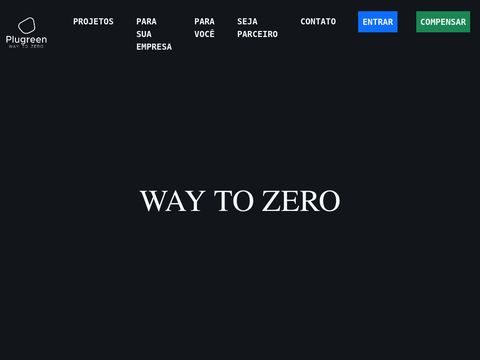 Plugreen
WAY TO ZERO
PROJETOS
PARA
SUA
EMPRESA
PARA
VOCÊ
SEJA
PARCEIRO
CONTATO
ENTRAR
COMPENSAR
WAY TO ZERO